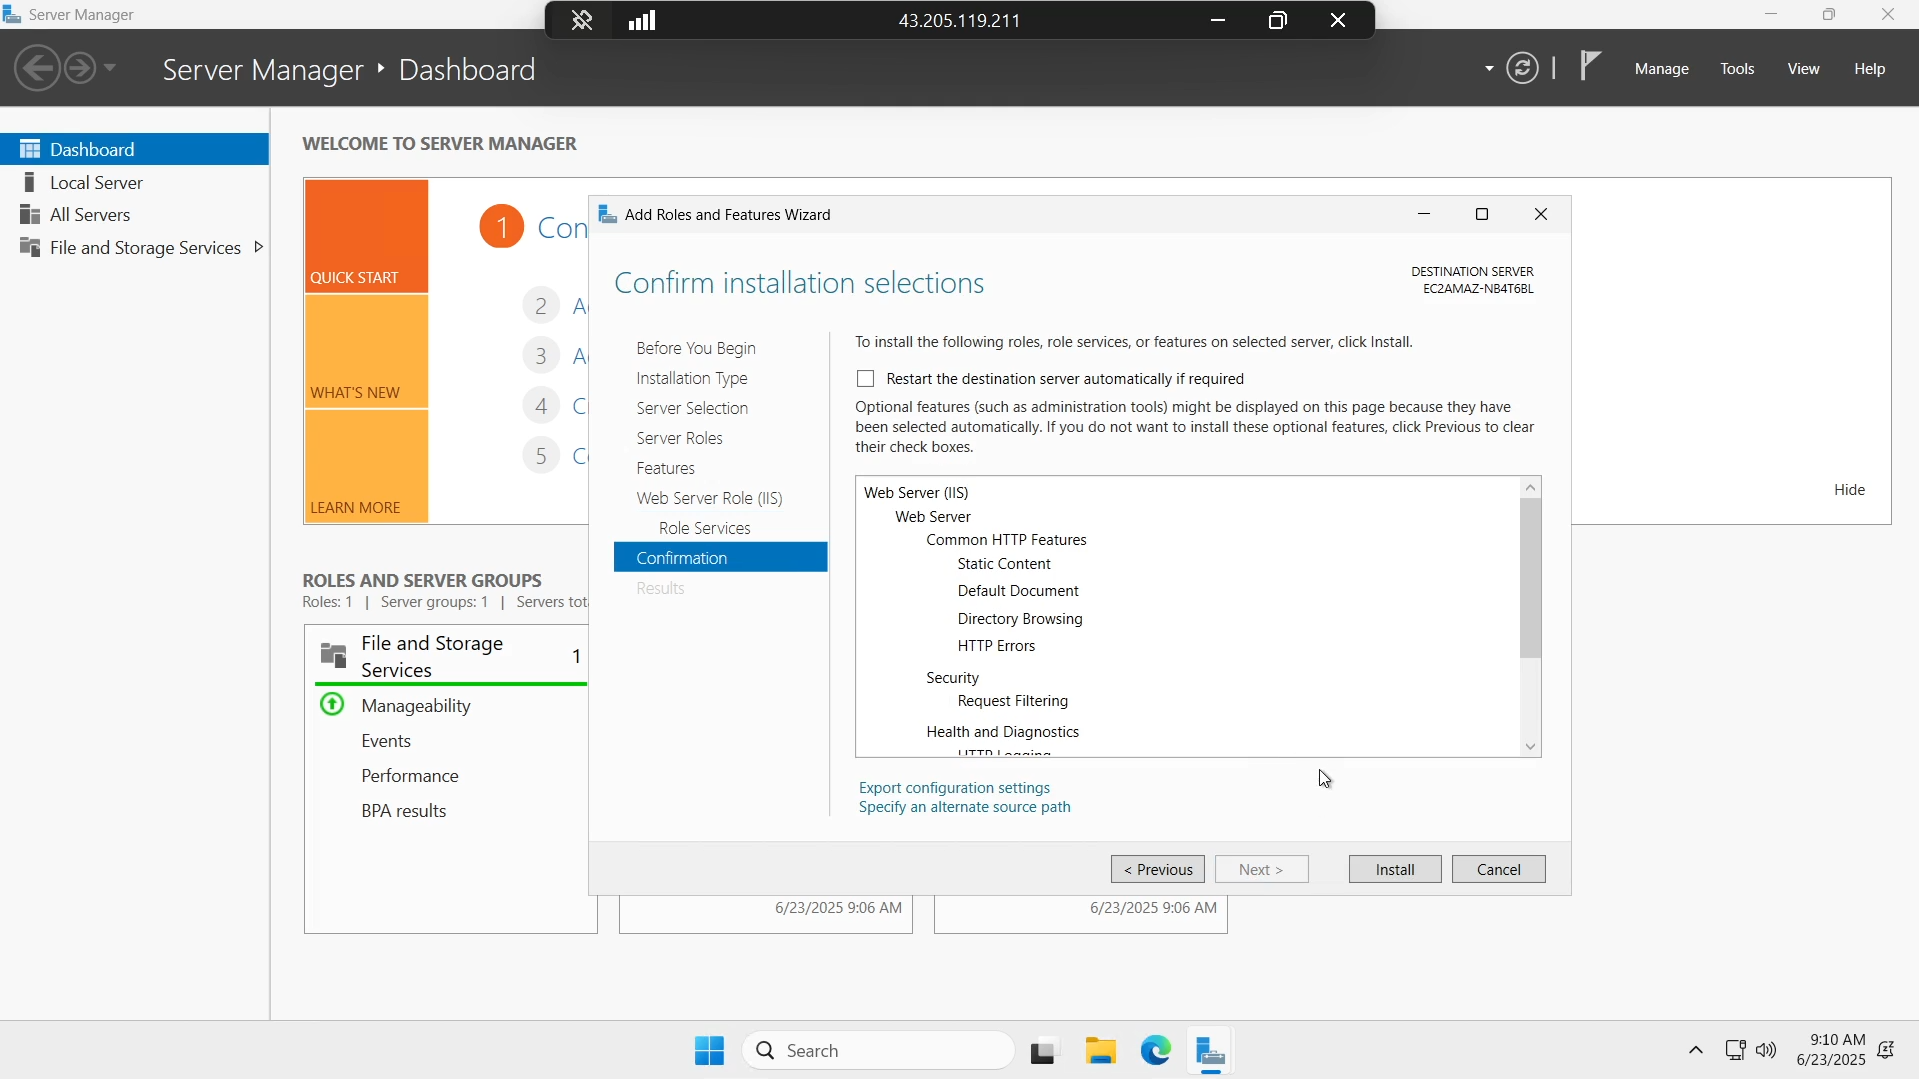 Server Manager
43.205.119.211
Server Manager ‣ Dashboard
Manage
Tools
View
Help
Dashboard
Local Server
All Servers
File and Storage Services
WELCOME TO SERVER MANAGER
QUICK START
WHAT'S NEW
LEARN MORE
1 Con
2 A
3 A
4
5
Hide
ROLES AND SERVER GROUPS
Roles: 1 | Server groups: 1 | Servers tot
File and Storage
Services
1
Manageability
Events
Performance
BPA results
6/23/2025 9:06 AM
6/23/2025 9:06 AM
Add Roles and Features Wizard
Confirm installation selections
DESTINATION SERVER
EC2AMAZ-NB4T6BL
Before You Begin
Installation Type
Server Selection
Server Roles
Features
Web Server Role (IIS)
Role Services
Confirmation
Results
To install the following roles, role services, or features on selected server, click Install.
Restart the destination server automatically if required
Optional features (such as administration tools) might be displayed on this page because they have
been selected automatically. If you do not want to install these optional features, click Previous to clear
their check boxes.
Web Server (IIS)
Web Server
Common HTTP Features
Static Content
Default Document
Directory Browsing
HTTP Errors
Security
Request Filtering
Health and Diagnostics
HTTP Logging
Export configuration settings
Specify an alternate source path
< Previous
Next >
Install
Cancel
Search
9:10 AM
6/23/2025